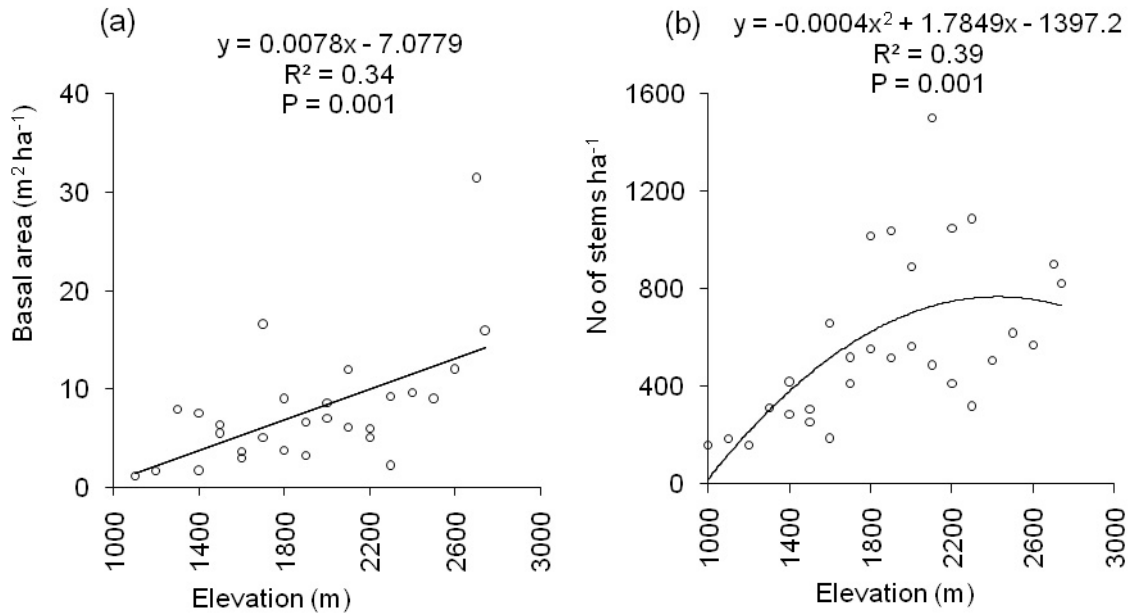 (a)
y = 0.0078x - 7.0779
R² = 0.34
P = 0.001
Basal area (m² ha⁻¹)
40
30
20
10
0
1000
1400
1800
2200
2600
3000
Elevation (m)
(b)
y = -0.0004x² + 1.7849x - 1397.2
R² = 0.39
P = 0.001
No of stems ha⁻¹
1600
1200
800
400
0
1000
1400
1800
2200
2600
3000
Elevation (m)